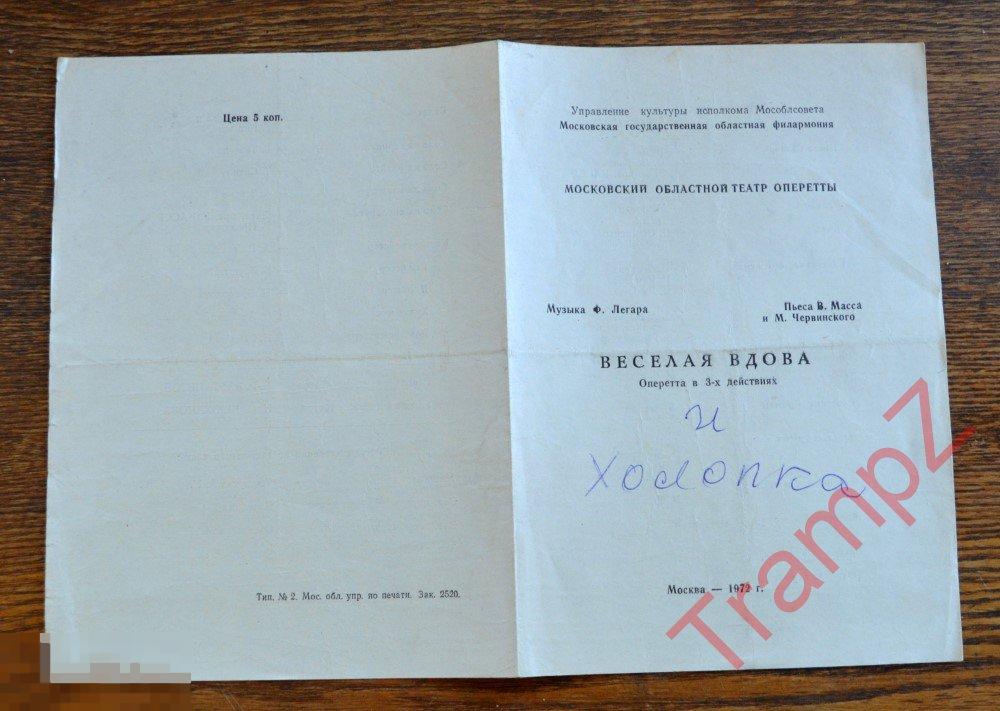 Цена 5 коп.
Тип. № 2. Мос. обл. упр. по печати. Зак. 2520.
Управление культуры исполкома Мособлсовета
Московская государственная областная филармония
МОСКОВСКИЙ ОБЛАСТНОЙ ТЕАТР ОПЕРЕТТЫ
Музыка Ф. Легара
Пьеса В. Масса
и М. Червинского
ВЕСЕЛАЯ ВДОВА
Оперетта в 3-х действиях
и
Холопка
Москва — 1972 г.
TrampZ